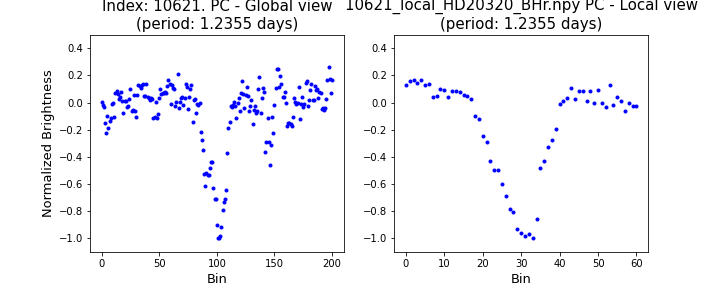 Index: 10621. PC - Global view
(period: 1.2355 days)
10621_local_HD20320_BHr.npy PC - Local view
(period: 1.2355 days)
Normalized Brightness
0.4
0.2
0.0
−0.2
−0.4
−0.6
−0.8
−1.0
0 50 100 150 200
Bin
0.4
0.2
0.0
−0.2
−0.4
−0.6
−0.8
−1.0
0 10 20 30 40 50 60
Bin